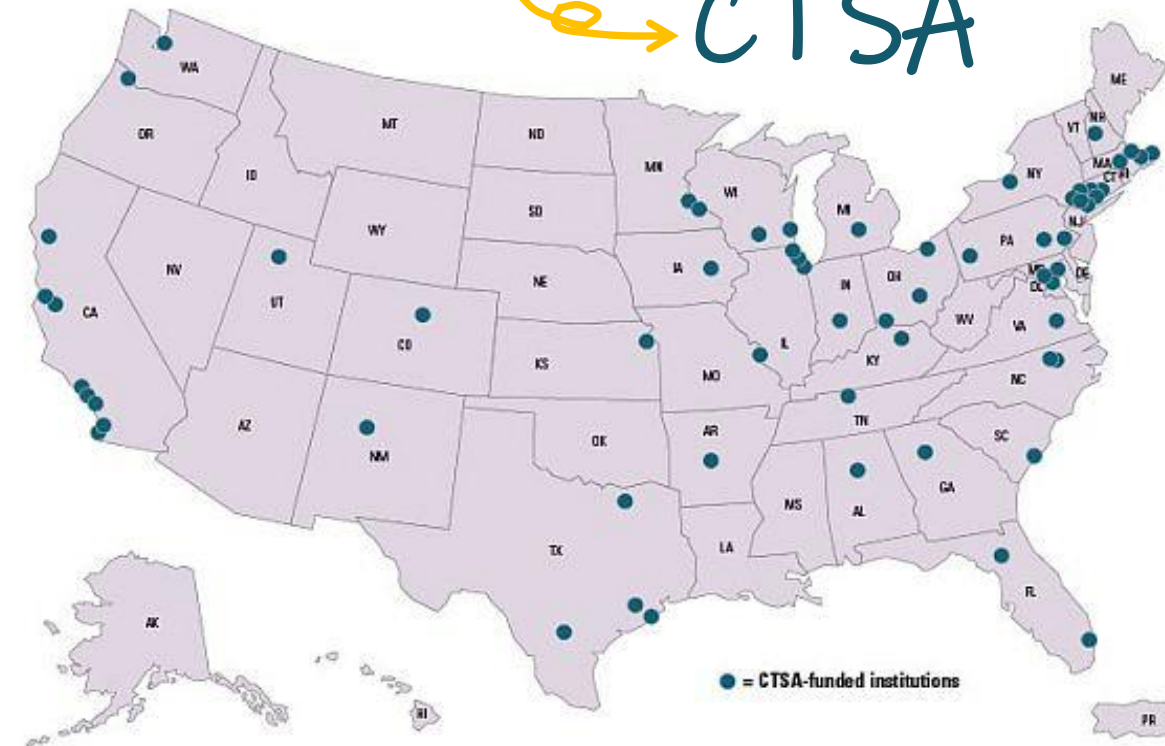 CTSA
WA
ME
MT
ND
VT
NH
OR
MN
MA
ID
WI
NY
CT
RI
SD
WY
MI
NJ
PA
IA
NV
NE
OH
MD
DE
UT
IN
CA
IL
WV
VA
CO
KS
KY
MO
NC
TN
AZ
OK
AR
SC
NM
GA
MS
AL
TX
LA
FL
AK
= CTSA-funded institutions
HI
PR